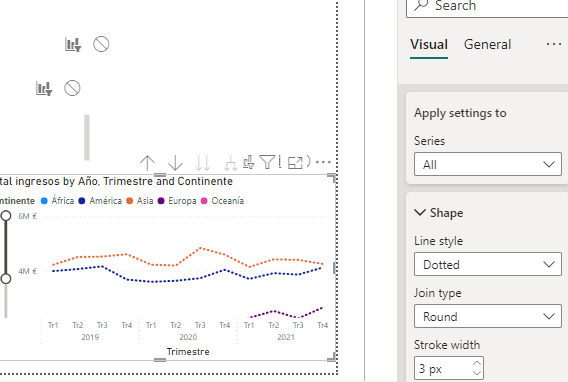 Search
Visual
General
Apply settings to
Series
All
Shape
Line style
Dotted
Join type
Round
Stroke width
3 px
tal ingresos by Año, Trimestre and Continente
ntinente África América Asia Europa Oceanía
6M €
4M €
Tr1 Tr2 Tr3 Tr4 Tr1 Tr2 Tr3 Tr4 Tr1 Tr2 Tr3 Tr4
2019 2020 2021
Trimestre